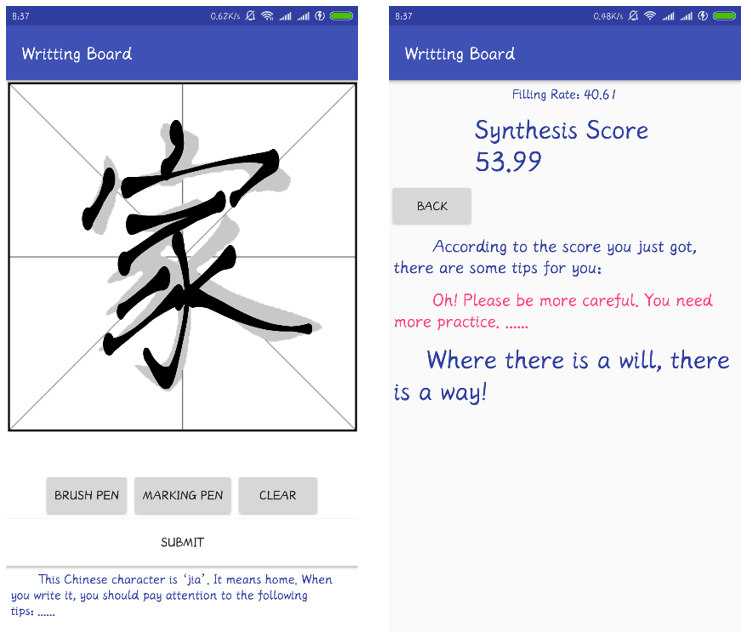 8:37
0.62K/s
Writting Board
家
BRUSH PEN
MARKING PEN
CLEAR
SUBMIT
This Chinese character is 'jia'. It means home. When
you write it, you should pay attention to the following
tips: ......
8:37
0.48K/s
Writting Board
Filling Rate: 40.61
Synthesis Score
53.99
BACK
According to the score you just got,
there are some tips for you:
Oh! Please be more careful. You need
more practice. ......
Where there is a will, there
is a way!